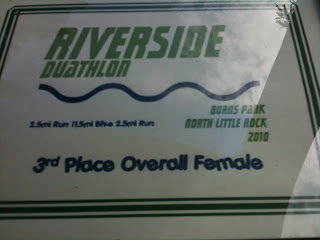 RIVERSIDE
DUATHLON
2.5mi Run 11.5mi Bike 2.5mi Run
BURNS PARK
NORTH LITTLE ROCK
2010
3rd Place Overall Female